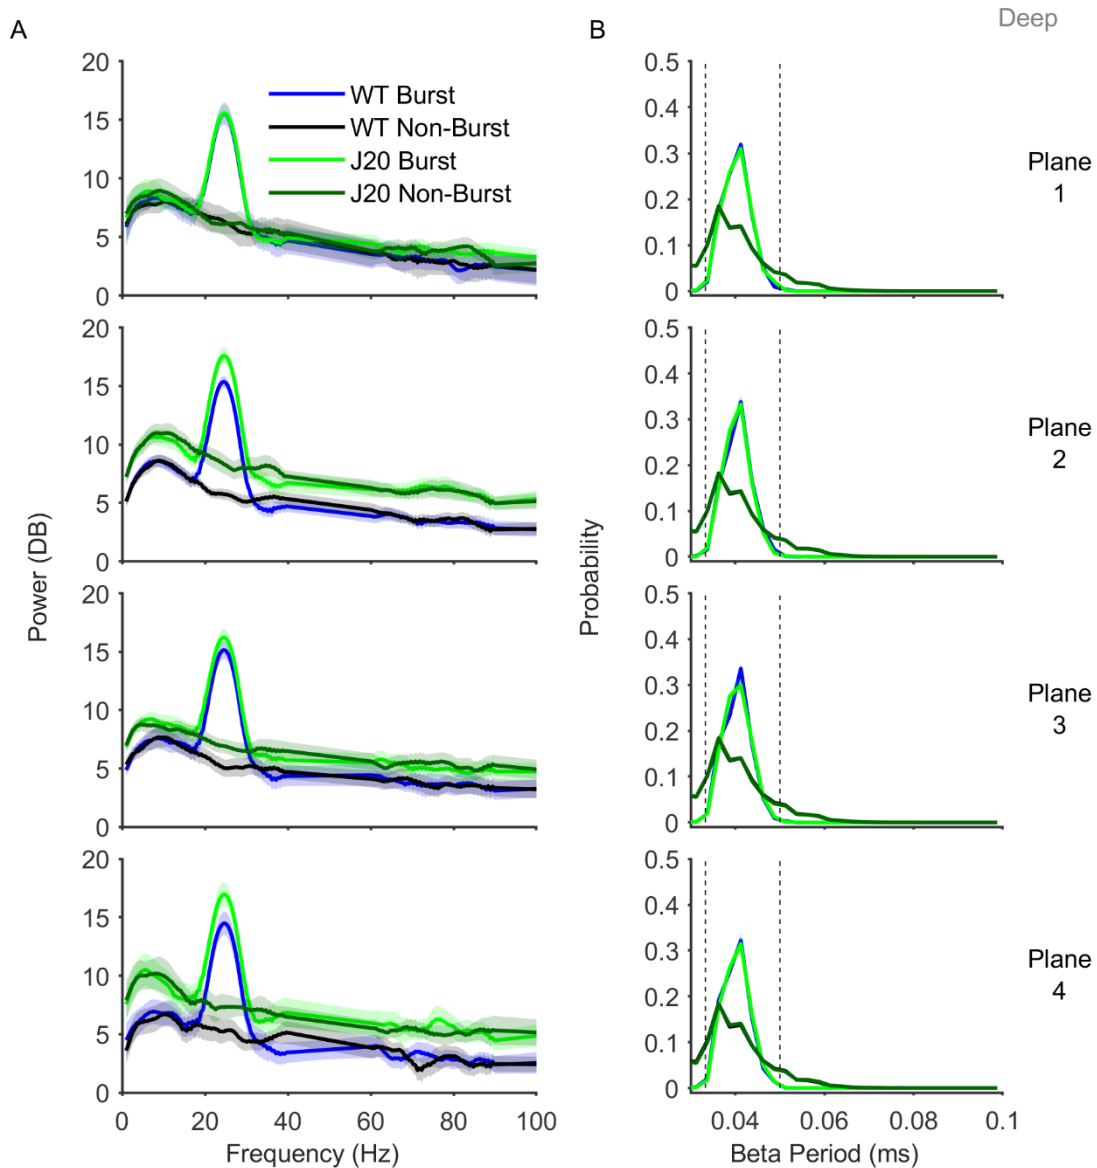 A
B
Deep
20
15
10
5
0
WT Burst
WT Non-Burst
J20 Burst
J20 Non-Burst
0.5
0.4
0.3
0.2
0.1
0
Plane
1
20
15
10
5
0
0.5
0.4
0.3
0.2
0.1
0
Plane
2
Power (DB)
Probability
20
15
10
5
0
0.5
0.4
0.3
0.2
0.1
0
Plane
3
20
15
10
5
0
0.5
0.4
0.3
0.2
0.1
0
Plane
4
0 20 40 60 80 100
Frequency (Hz)
0.04 0.06 0.08 0.1
Beta Period (ms)